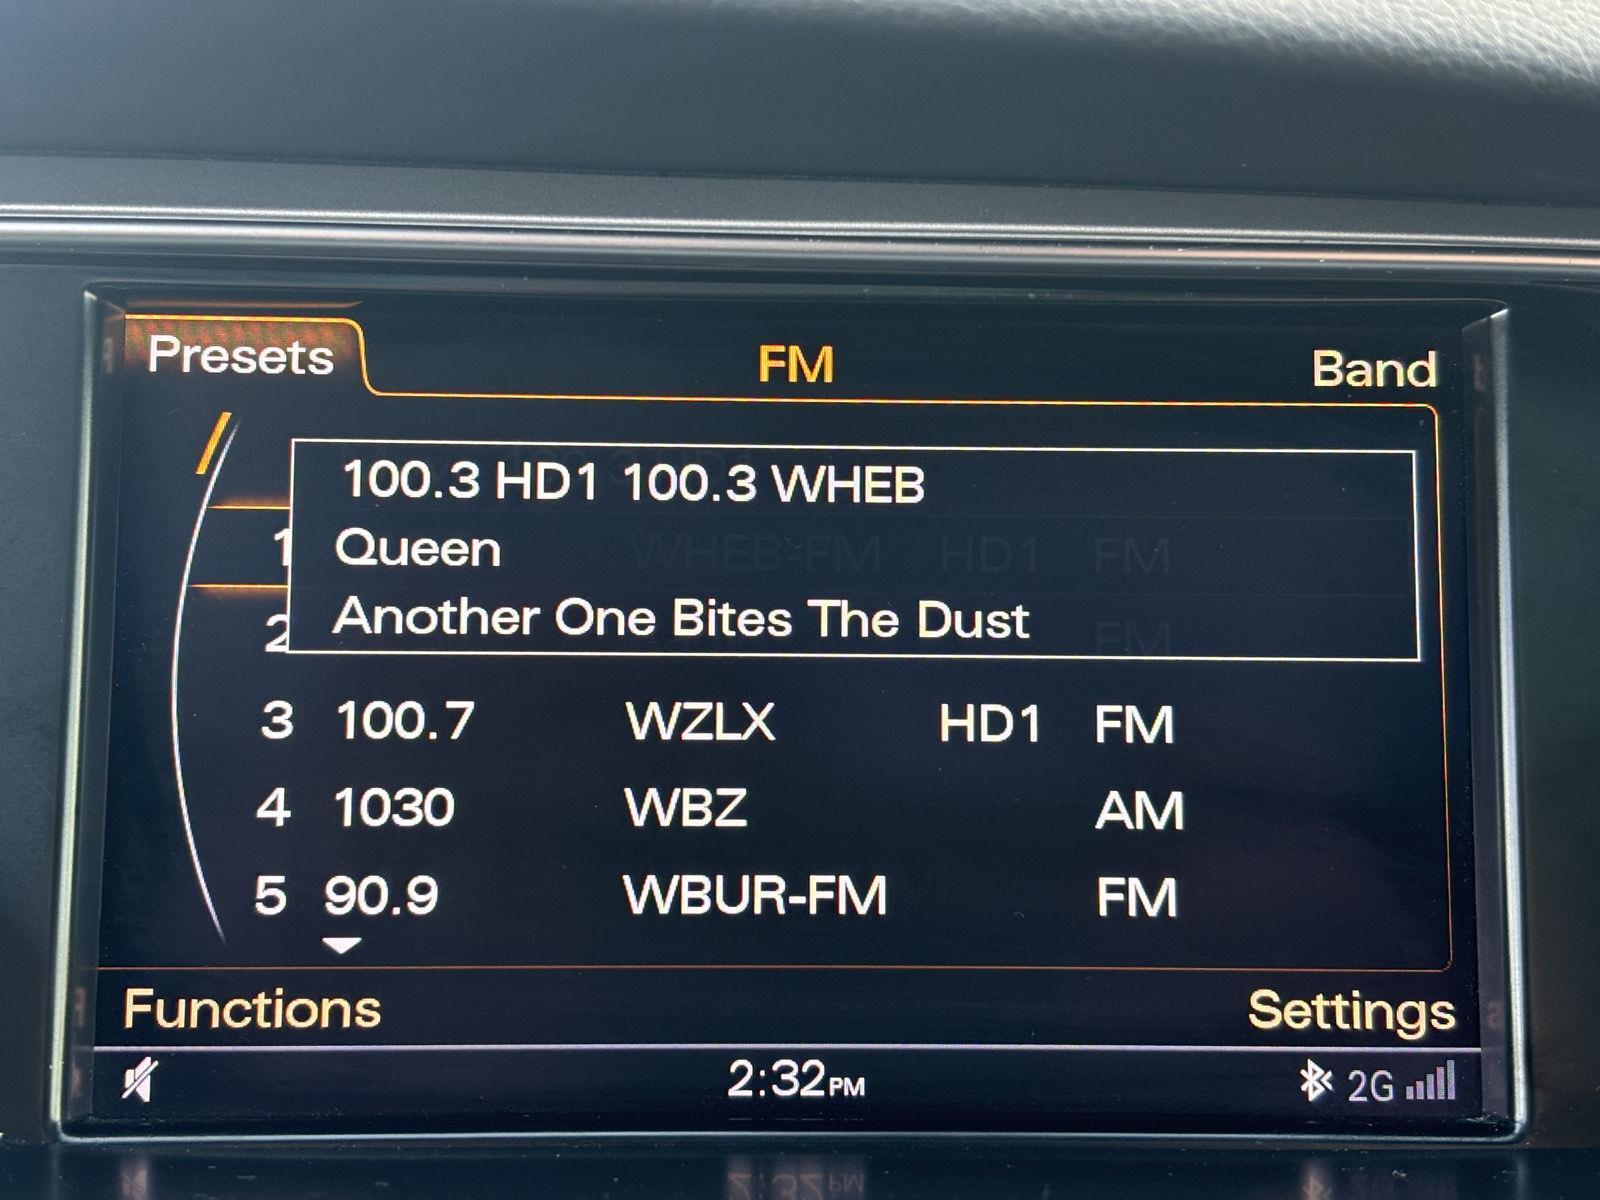 Presets FM Band
100.3 HD1 100.3 WHEB
Queen
Another One Bites The Dust
1 WHEB-FM HD1 FM
2 FM
3 100.7 WZLX HD1 FM
4 1030 WBZ AM
5 90.9 WBUR-FM FM
Functions Settings
2:32PM 2G